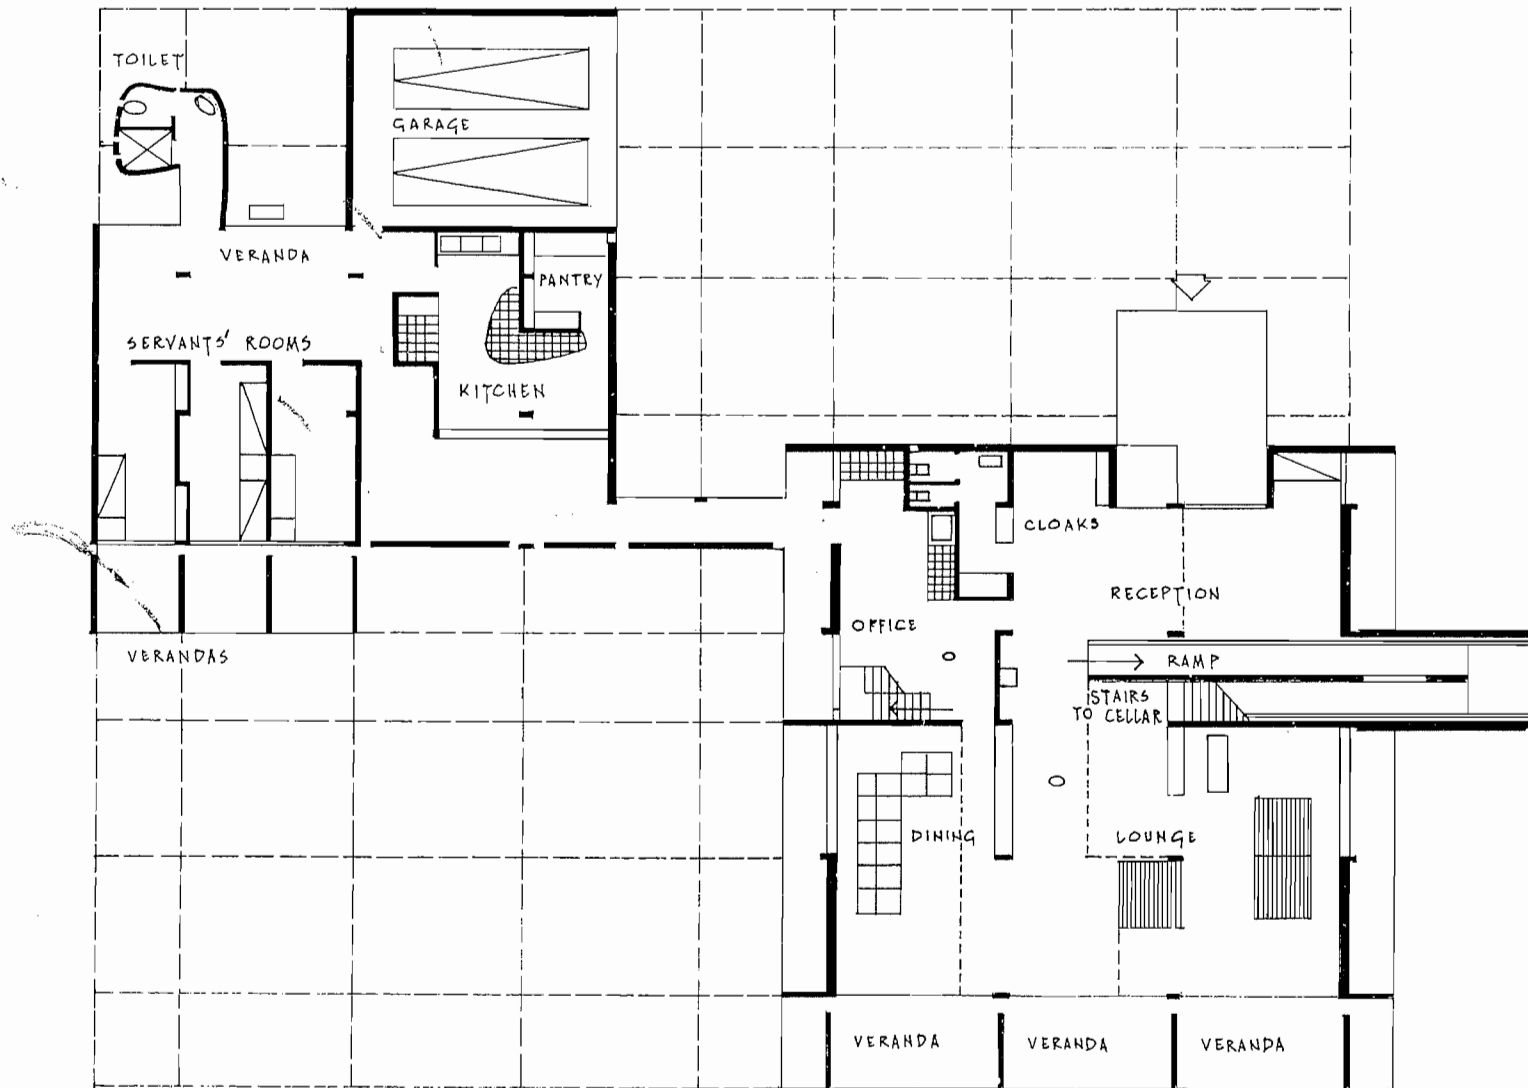 TOILET
GARAGE
VERANDA
PANTRY
SERVANTS' ROOMS
KITCHEN
CLOAKS
RECEPTION
OFFICE
VERANDAS
RAMP
STAIRS
TO CELLAR
DINING
LOUNGE
VERANDA
VERANDA
VERANDA